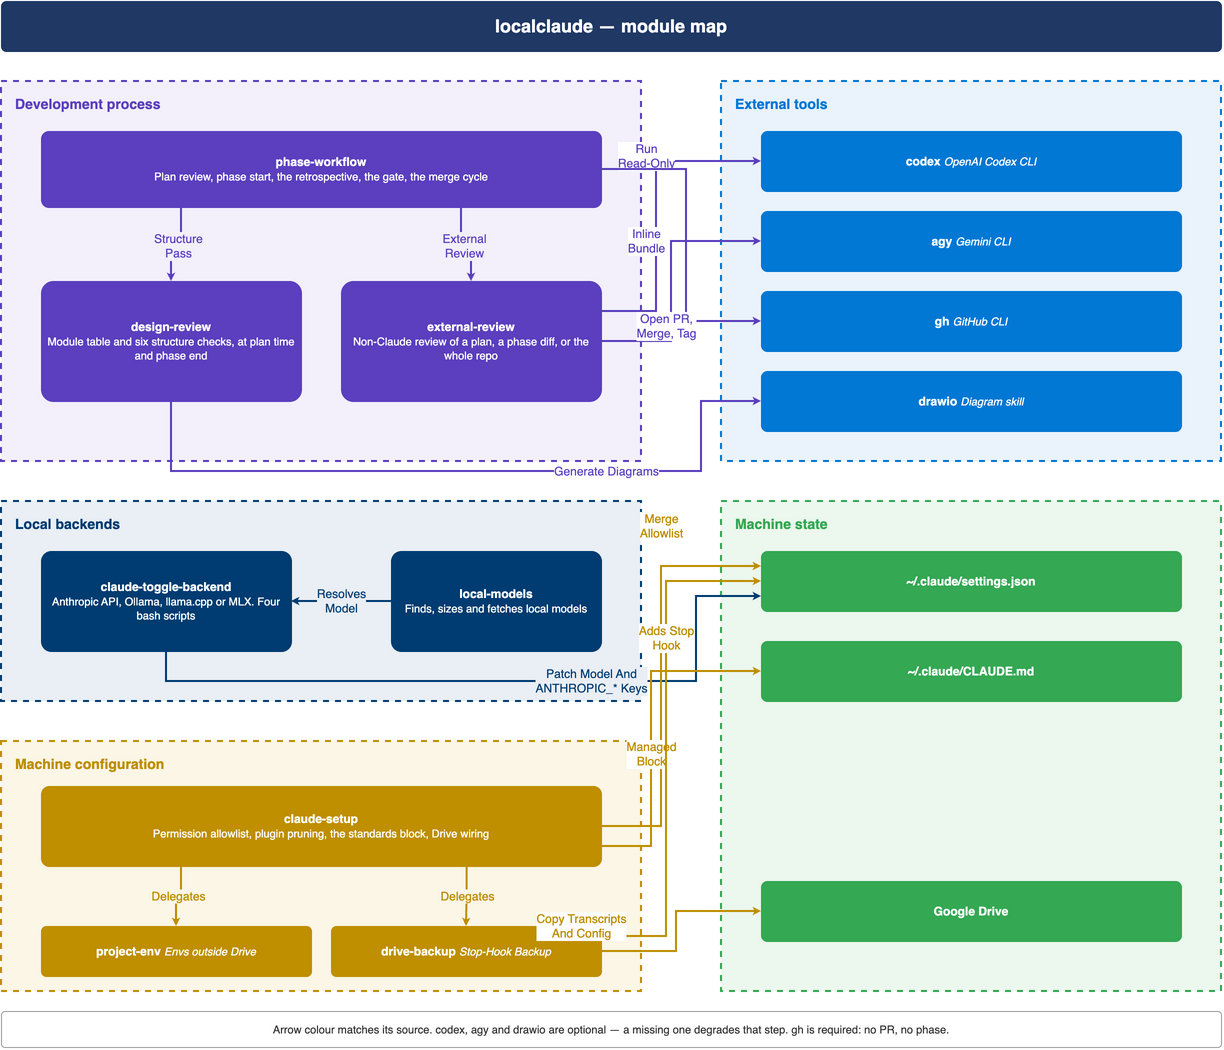 localclaude — module map
Development process
phase-workflow
Plan review, phase start, the retrospective, the gate, the merge cycle
Structure
Pass
External
Review
design-review
Module table and six structure checks, at plan time
and phase end
external-review
Non-Claude review of a plan, a phase diff, or the
whole repo
Run
Read-Only
Inline
Bundle
Open PR,
Merge, Tag
Generate Diagrams
External tools
codex OpenAI Codex CLI
agy Gemini CLI
gh GitHub CLI
drawio Diagram skill
Local backends
claude-toggle-backend
Anthropic API, Ollama, llama.cpp or MLX. Four
bash scripts
Resolves
Model
local-models
Finds, sizes and fetches local models
Patch Model And
ANTHROPIC_* Keys
Merge
Allowlist
Adds Stop
Hook
Managed
Block
Machine state
~/.claude/settings.json
~/.claude/CLAUDE.md
Google Drive
Machine configuration
claude-setup
Permission allowlist, plugin pruning, the standards block, Drive wiring
Delegates
Delegates
Copy Transcripts
And Config
project-env Envs outside Drive
drive-backup Stop-Hook Backup
Arrow colour matches its source. codex, agy and drawio are optional — a missing one degrades that step. gh is required: no PR, no phase.